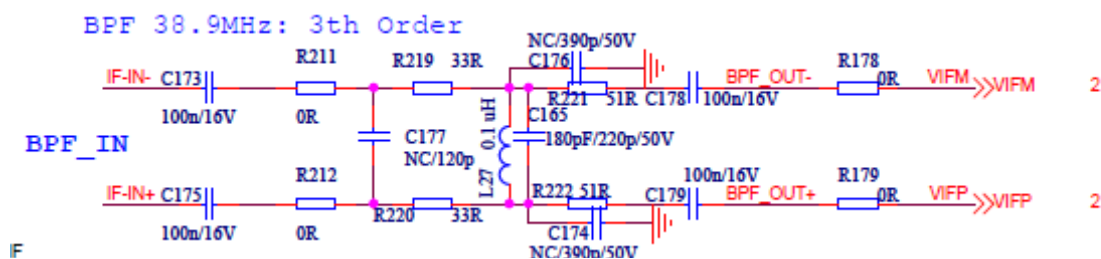 BPF 38.9MHz: 3th Order
NC/390p/50V
R211
R219 33R
C176
R178
IF-IN-
C173
BPF_OUT-
0R
VIFM
VIFM
2
R221
51R
C178
100n/16V
100n/16V
0R
0.1 uH
C165
C177
180pF/220p/50V
BPF_IN
NC/120p
R212
L27
100n/16V
R179
IF-IN+
C175
R222
51R
C179
BPF_OUT+
0R
VIFP
VIFP
2
R220
33R
C174
100n/16V
0R
NC/390p/50V
IF